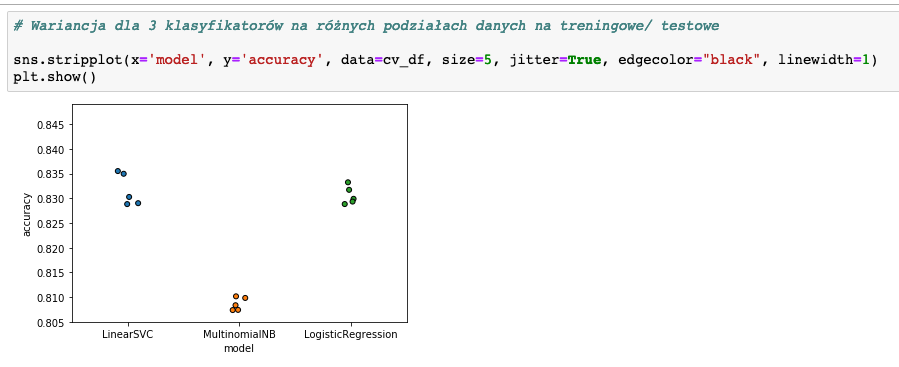 # Wariancja dla 3 klasyfikatorów na różnych podziałach danych na treningowe/ testowe
sns.stripplot(x='model', y='accuracy', data=cv_df, size=5, jitter=True, edgecolor="black", linewidth=1)
plt.show()
0.845
0.840
0.835
0.830
0.825
0.820
0.815
0.810
0.805
accuracy
LinearSVC MultinomialNB LogisticRegression
model